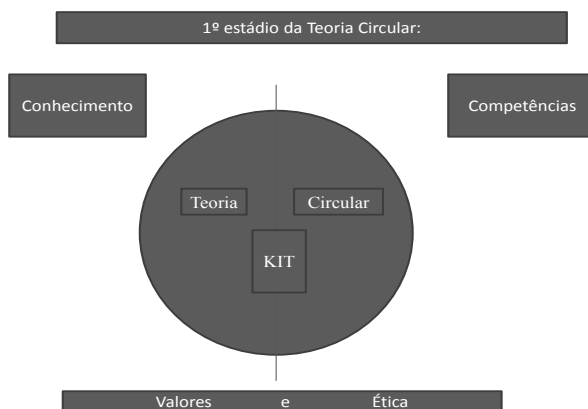 1º estádio da Teoria Circular:
Conhecimento
Competências
Teoria
Circular
KIT
Valores e Ética